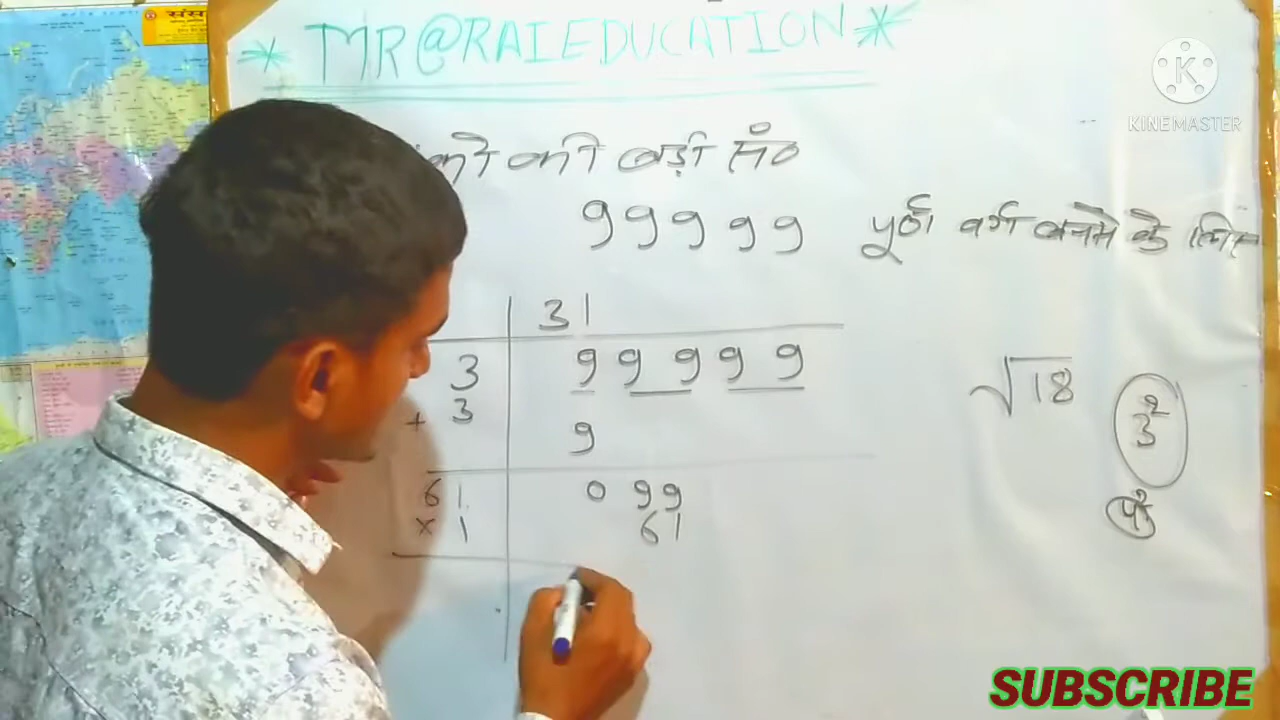 * MR@RAIEDUCATION *
KINEMASTER
की बड़ी सं०
99999 पूर्ण वर्ग बनने के लिए
31
3 99999
+ 3 9
61 099
× 1 61
√18
3²
SUBSCRIBE